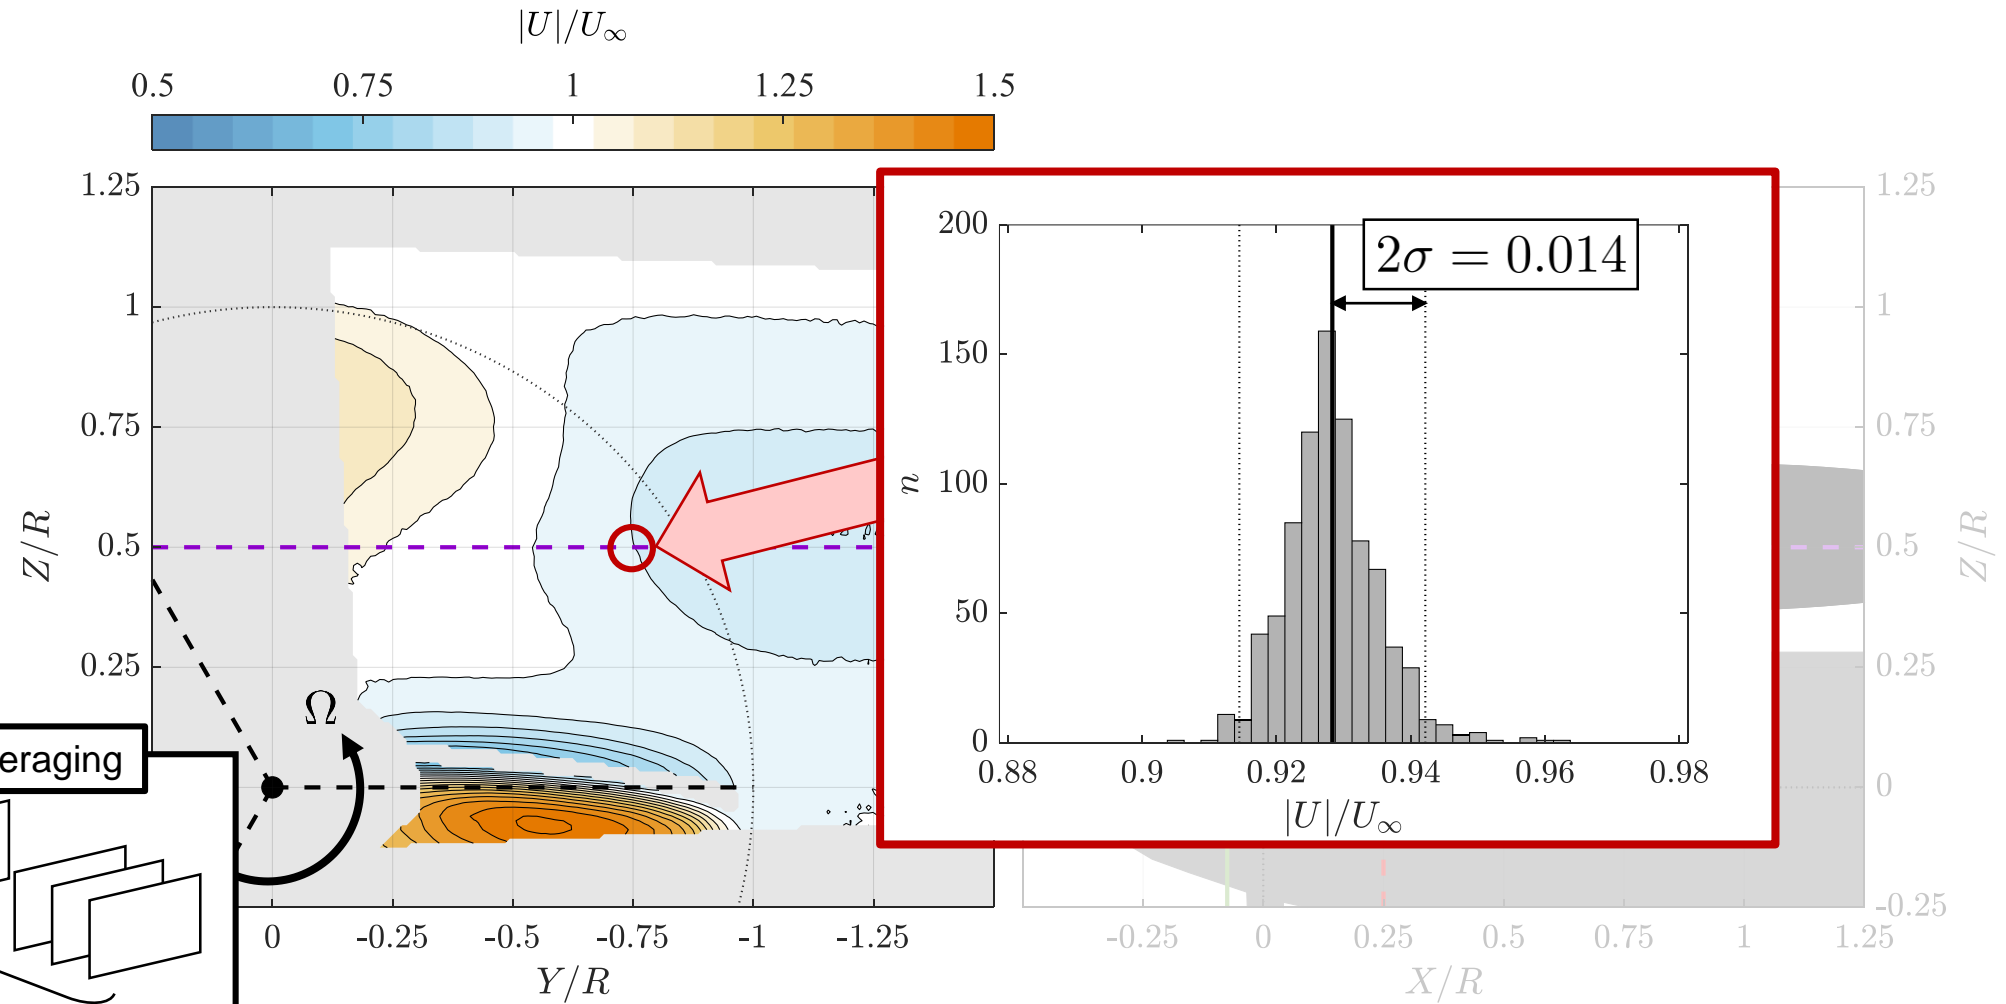 |U|/U∞
0.5 0.75 1 1.25 1.5
1.25
1
0.75
0.5
0.25
Z/R
Ω
eraging
0 -0.25 -0.5 -0.75 -1 -1.25
Y/R
2σ = 0.014
200
150
100
50
0
n
0.88 0.9 0.92 0.94 0.96 0.98
|U|/U∞
1.25
1
0.75
0.5
0.25
0
-0.25
Z/R
-0.25 0 0.25 0.5 0.75 1 1.25
X/R